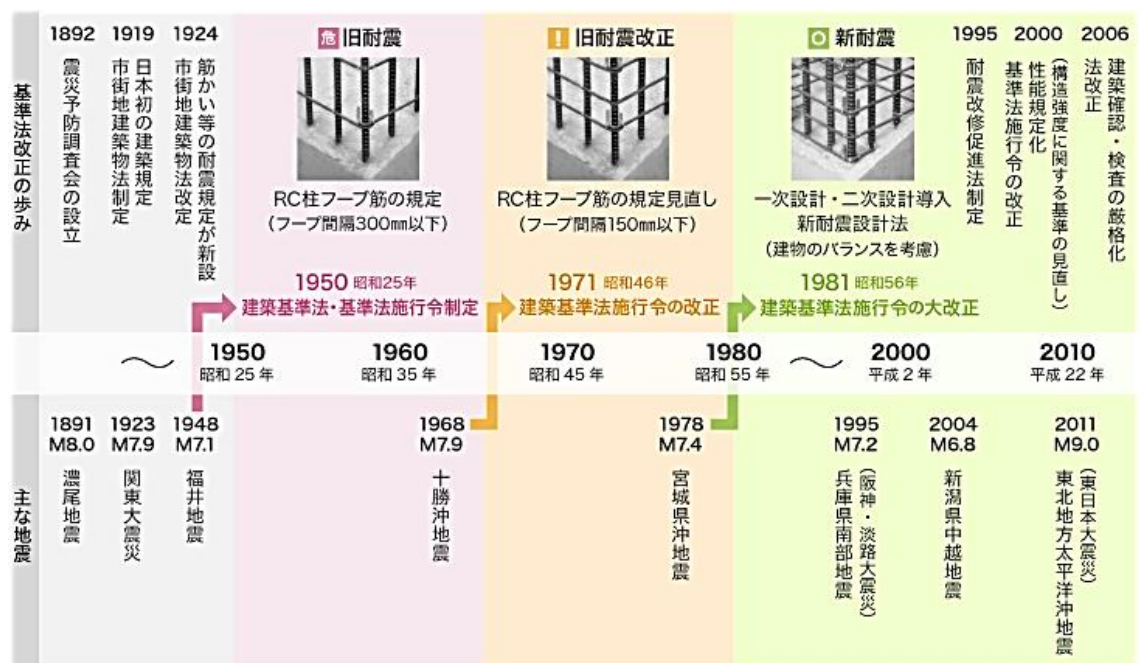 基準法改正の歩み
1892
震災予防調査会の設立
1919
日本初の建築規定
市街地建築物法制定
1924
筋かい等の耐震規定が新設
市街地建築物法改定
危 旧耐震
RC柱フープ筋の規定
(フープ間隔300㎜以下)
1950 昭和25年
建築基準法・基準法施行令制定
! 旧耐震改正
RC柱フープ筋の規定見直し
(フープ間隔150㎜以下)
1971 昭和46年
建築基準法施行令の改正
新耐震
一次設計・二次設計導入
新耐震設計法
(建物のバランスを考慮)
1981 昭和56年
建築基準法施行令の大改正
1995
耐震改修促進法制定
2000
(構造強度に関する基準の見直し)
性能規定化
基準法施行令の改正
2006
建築確認・検査の厳格化
法改正
〜
1950
昭和 25 年
1960
昭和 35 年
1970
昭和 45 年
1980
昭和 55 年
〜
2000
平成 2 年
2010
平成 22 年
主な地震
1891
M8.0
濃尾地震
1923
M7.9
関東大震災
1948
M7.1
福井地震
1968
M7.9
十勝沖地震
1978
M7.4
宮城県沖地震
1995
M7.2
(阪神・淡路大震災)
兵庫県南部地震
2004
M6.8
新潟県中越地震
2011
M9.0
(東日本大震災)
東北地方太平洋沖地震